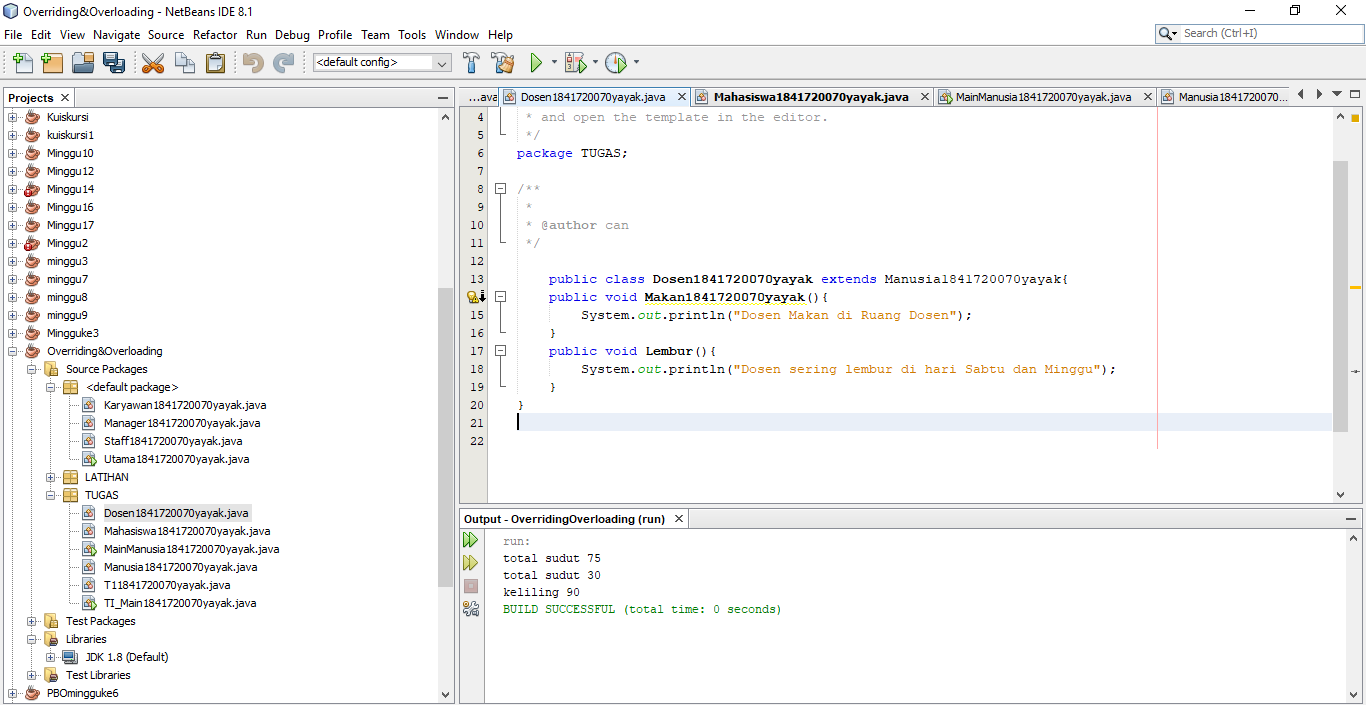 Overriding&Overloading - NetBeans IDE 8.1
File Edit View Navigate Source Refactor Run Debug Profile Team Tools Window Help
Search (Ctrl+I)
<default config>
Projects
Kuiskursi
kuiskursi1
Minggu10
Minggu12
Minggu14
Minggu16
Minggu17
Minggu2
minggu3
minggu7
minggu8
minggu9
Mingguke3
Overriding&Overloading
Source Packages
<default package>
Karyawan1841720070yayak.java
Manager1841720070yayak.java
Staff1841720070yayak.java
Utama1841720070yayak.java
LATIHAN
TUGAS
Dosen1841720070yayak.java
Mahasiswa1841720070yayak.java
MainManusia1841720070yayak.java
Manusia1841720070yayak.java
T11841720070yayak.java
TI_Main1841720070yayak.java
Test Packages
Libraries
JDK 1.8 (Default)
Test Libraries
PBOmingguke6
...ava Dosen1841720070yayak.java Mahasiswa1841720070yayak.java MainManusia1841720070yayak.java Manusia184172007​0...
4 * and open the template in the editor.
5 */
6 package TUGAS;
7
8 /**
9 *
10 * @author can
11 */
12
13 public class Dosen1841720070yayak extends Manusia1841720070yayak{
public void Makan1841720070yayak(){
15 System.out.println("Dosen Makan di Ruang Dosen");
16 }
17 public void Lembur(){
18 System.out.println("Dosen sering lembur di hari Sabtu dan Minggu");
19 }
20 }
21
22
Output - OverridingOverloading (run)
run:
total sudut 75
total sudut 30
keliling 90
BUILD SUCCESSFUL (total time: 0 seconds)